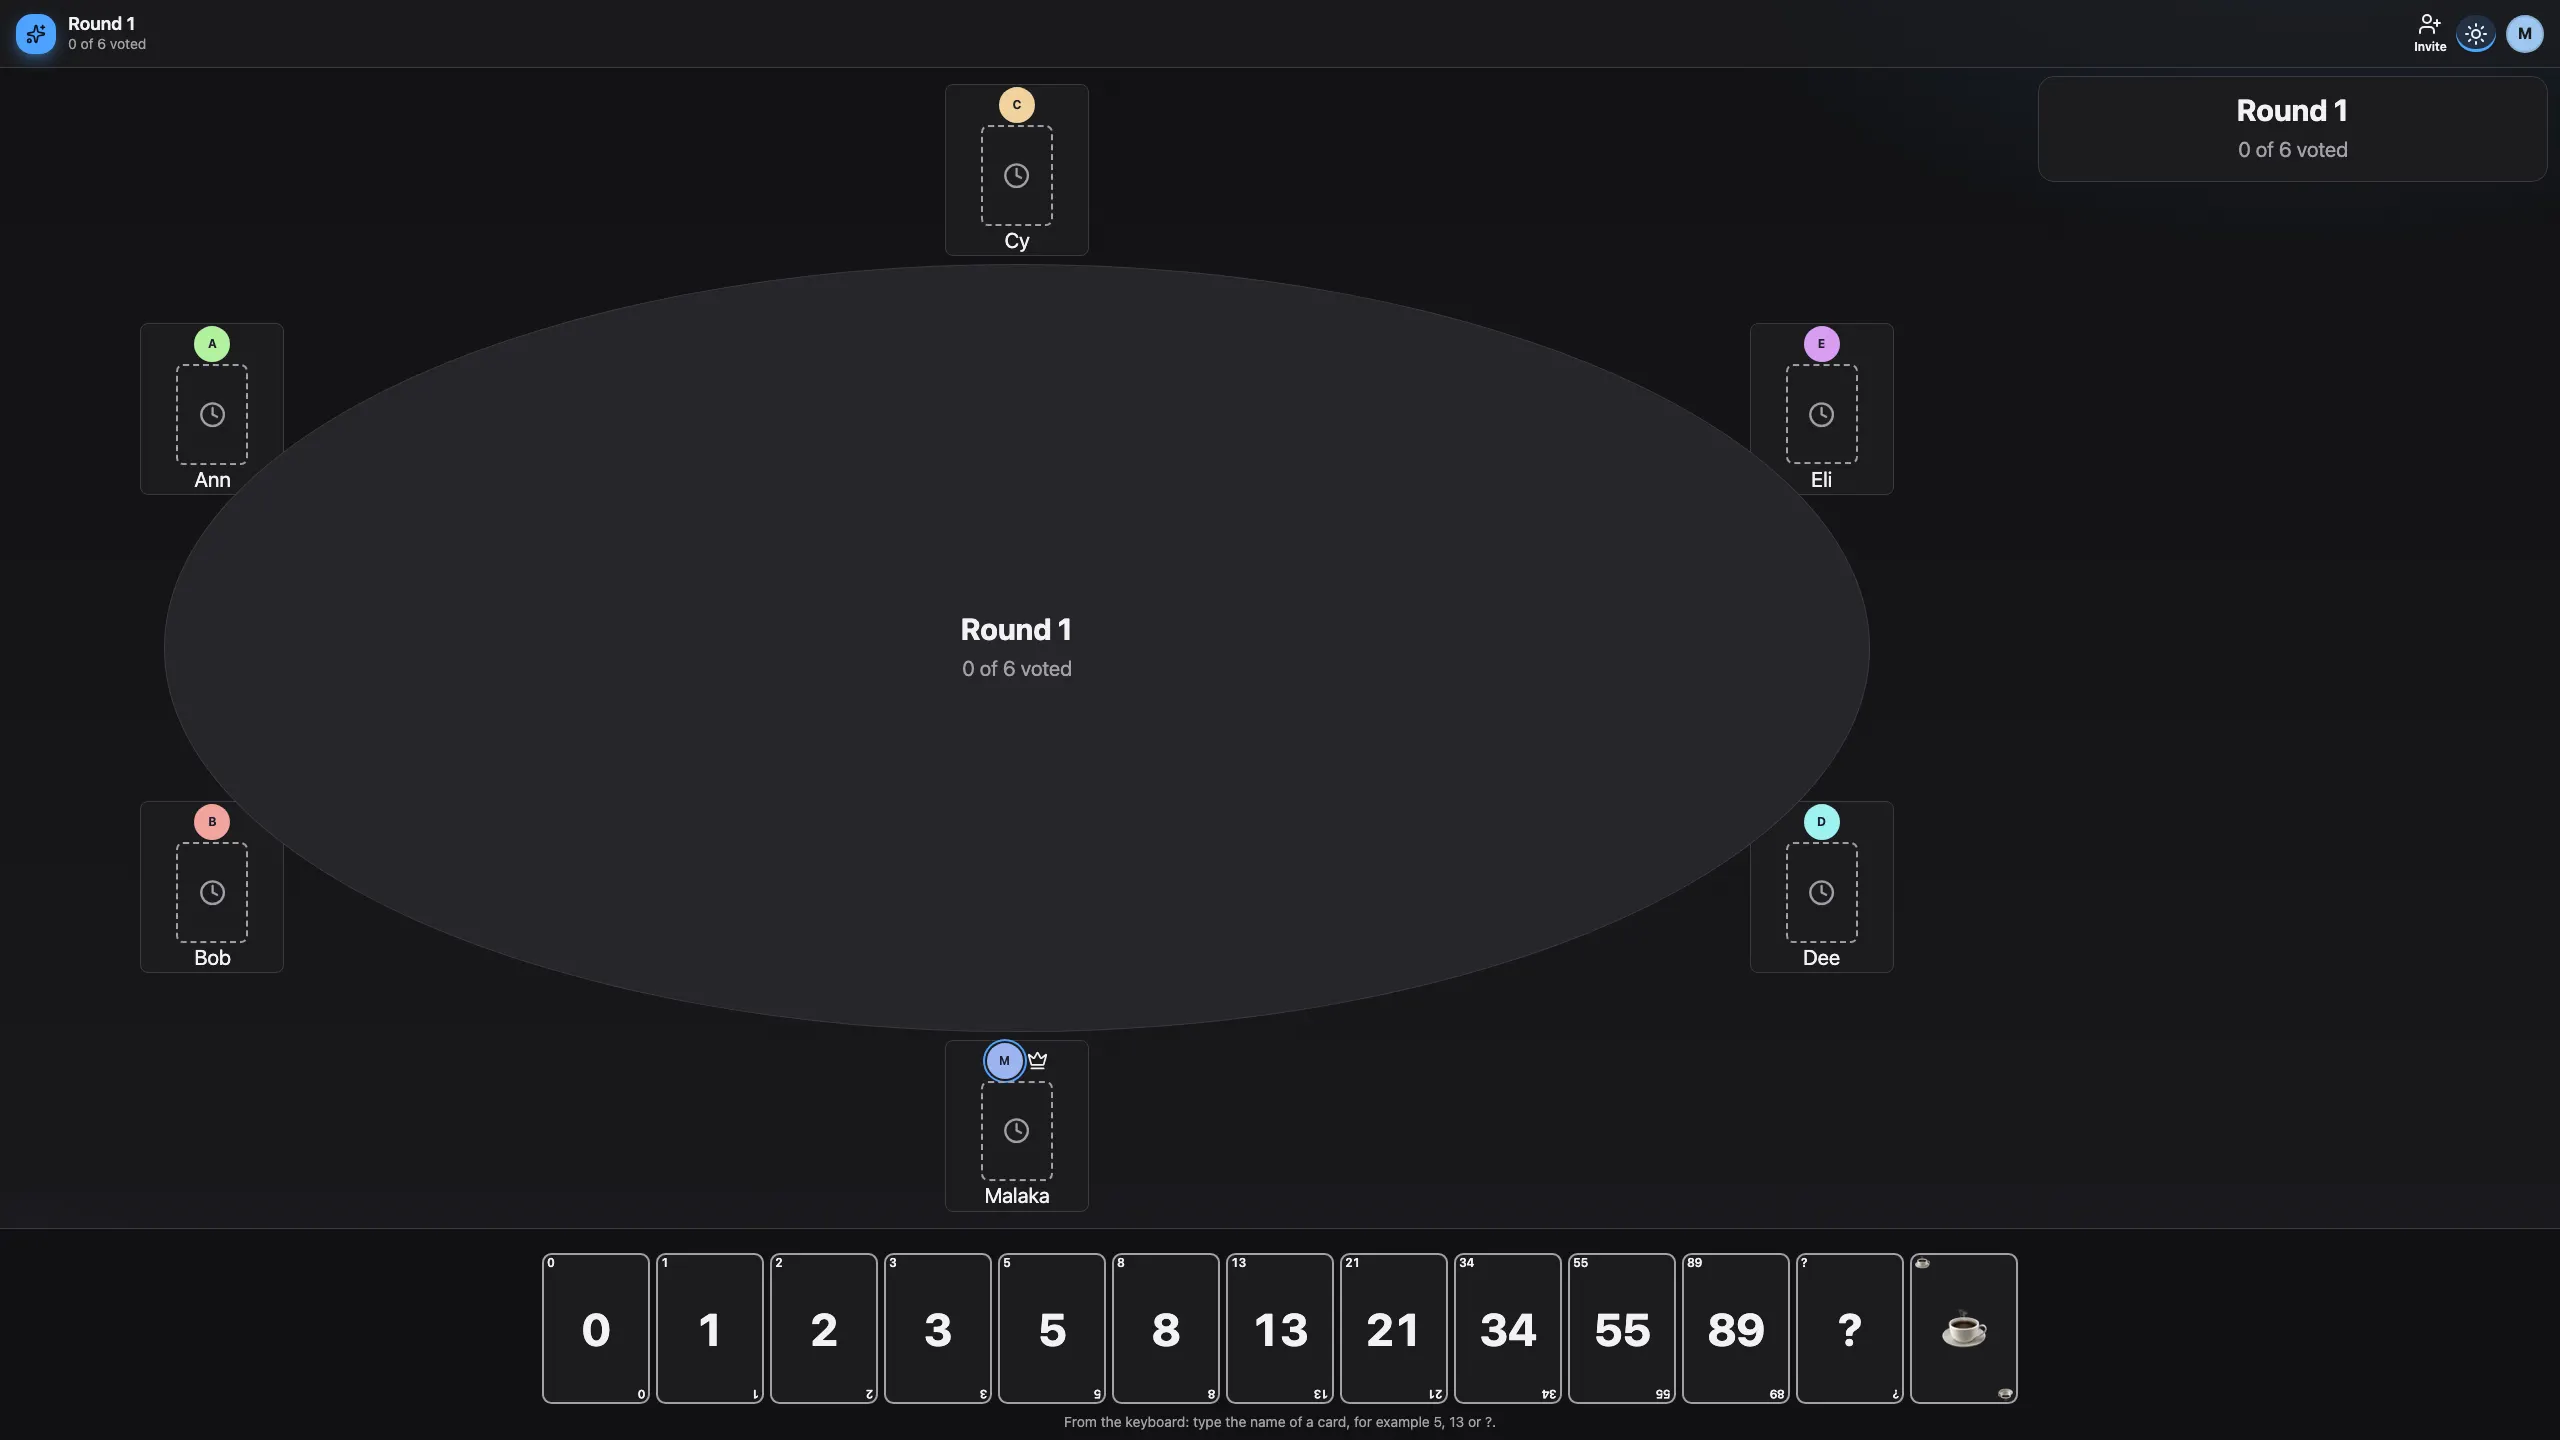 Round 1
0 of 6 voted
Invite
M
Round 1
0 of 6 voted
C
Cy
A
Ann
E
Eli
Round 1
0 of 6 voted
B
Bob
D
Dee
M
Malaka
0 1 2 3 5 8 13 21 34 55 89 ?
0 1 2 3 5 8 13 21 34 55 89 ?
0 1 2 3 5 8 13 21 34 55 89 ?
From the keyboard: type the name of a card, for example 5, 13 or ?.